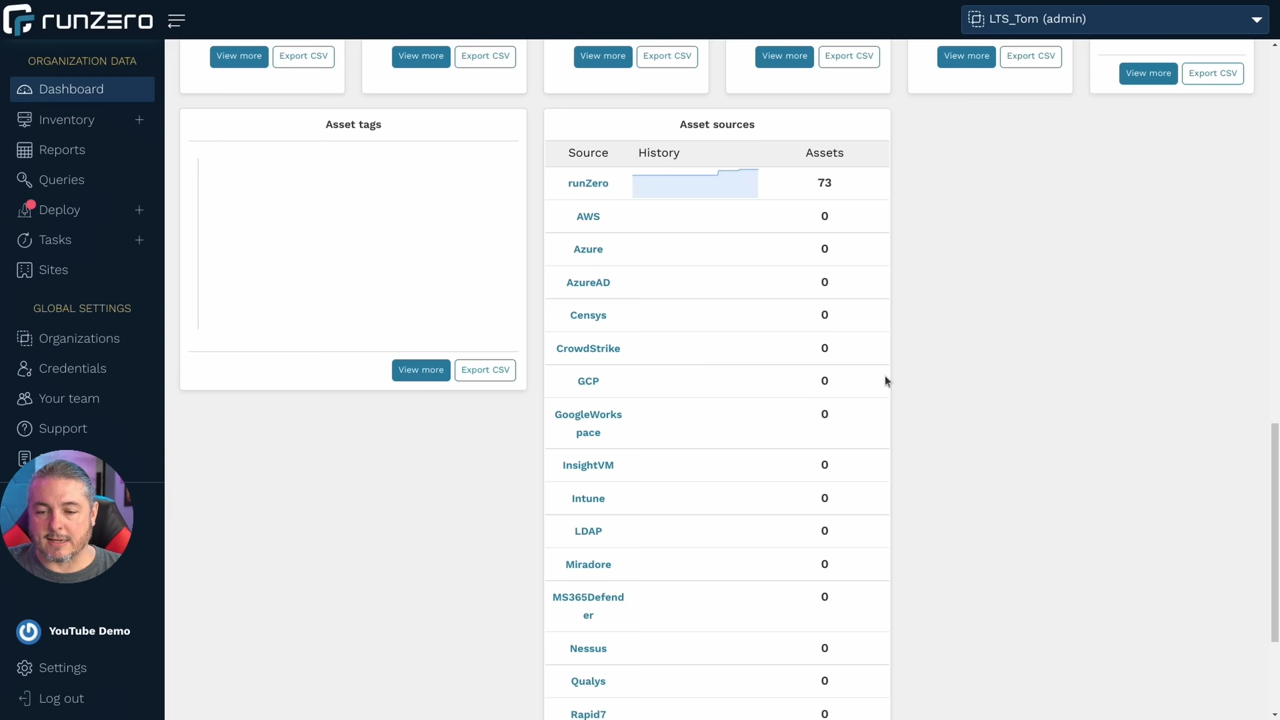 runZero
LTS_Tom (admin)
ORGANIZATION DATA
Dashboard
Inventory +
Reports
Queries
Deploy +
Tasks +
Sites
GLOBAL SETTINGS
Organizations
Credentials
Your team
Support
YouTube Demo
Settings
Log out
View more Export CSV
View more Export CSV
View more Export CSV
View more Export CSV
View more Export CSV
View more Export CSV
Asset tags
View more Export CSV
Asset sources
Source History Assets
runZero 73
AWS 0
Azure 0
AzureAD 0
Censys 0
CrowdStrike 0
GCP 0
GoogleWorks 0
pace
InsightVM 0
Intune 0
LDAP 0
Miradore 0
MS365Defend 0
er
Nessus 0
Qualys 0
Rapid7 0